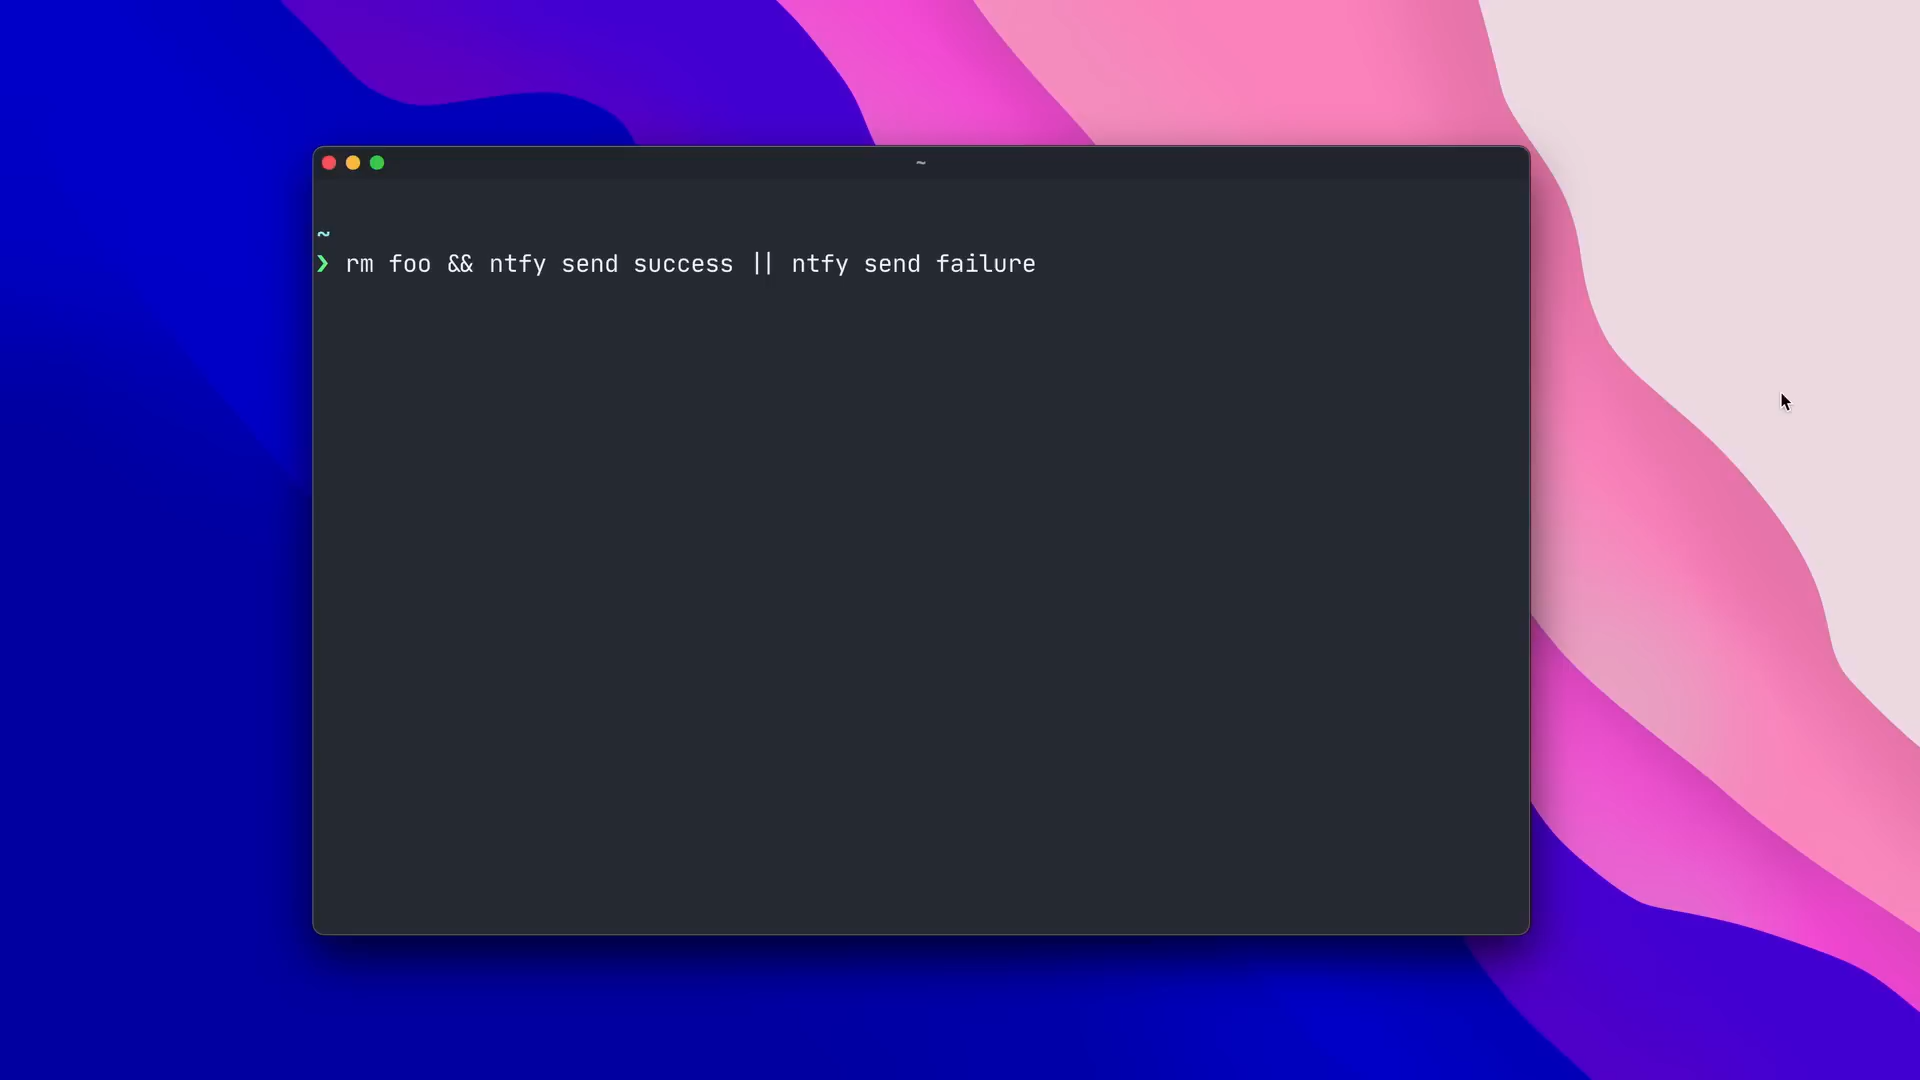 ~
~
❯ rm foo && ntfy send success || ntfy send failure